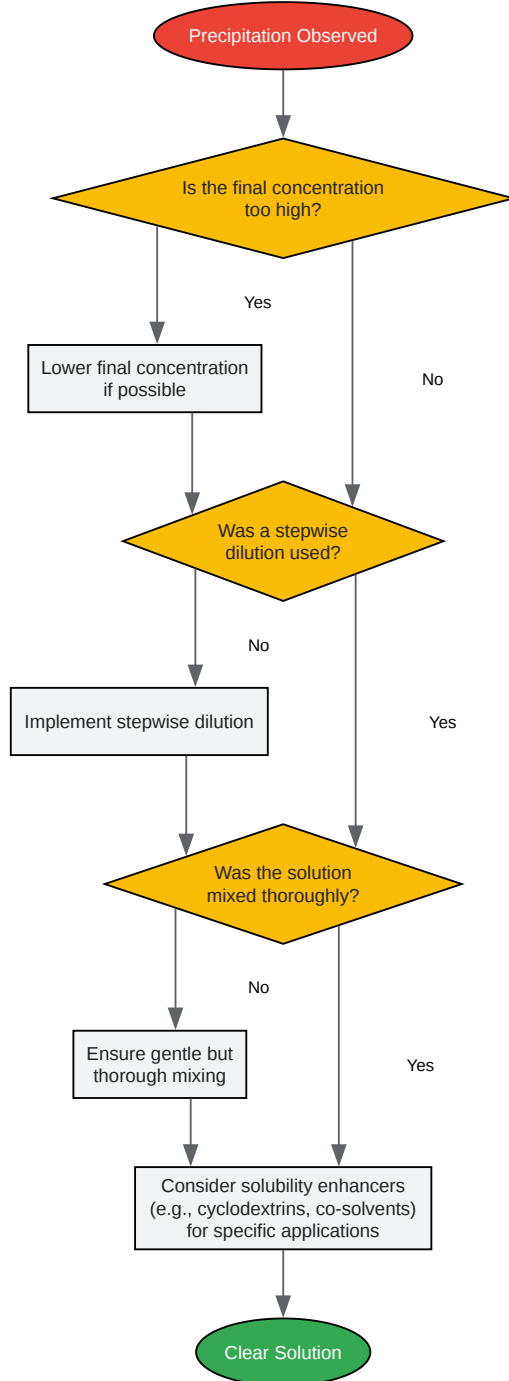 Precipitation Observed
Is the final concentration
too high?
Yes
Lower final concentration
if possible
No
Was a stepwise
dilution used?
No
Implement stepwise dilution
Yes
Was the solution
mixed thoroughly?
No
Ensure gentle but
thorough mixing
Yes
Consider solubility enhancers
(e.g., cyclodextrins, co-solvents)
for specific applications
Clear Solution